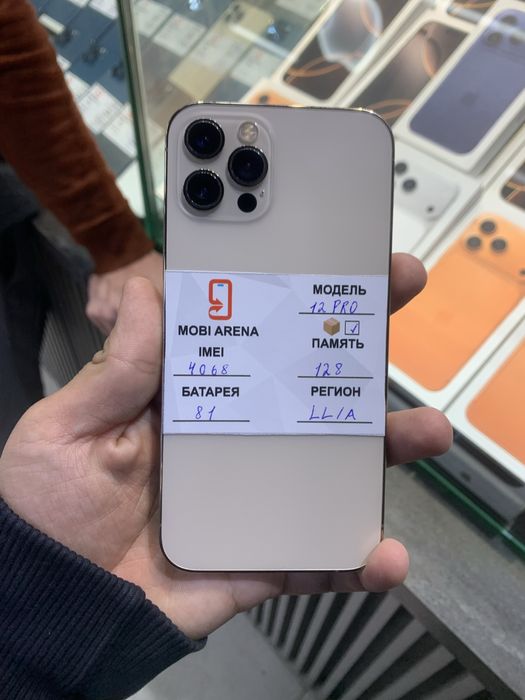 MOBI ARENA
IMEI
4068
БАТАРЕЯ
81
МОДЕЛЬ
12 PRO
ПАМЯТЬ
128
РЕГИОН
LL/A